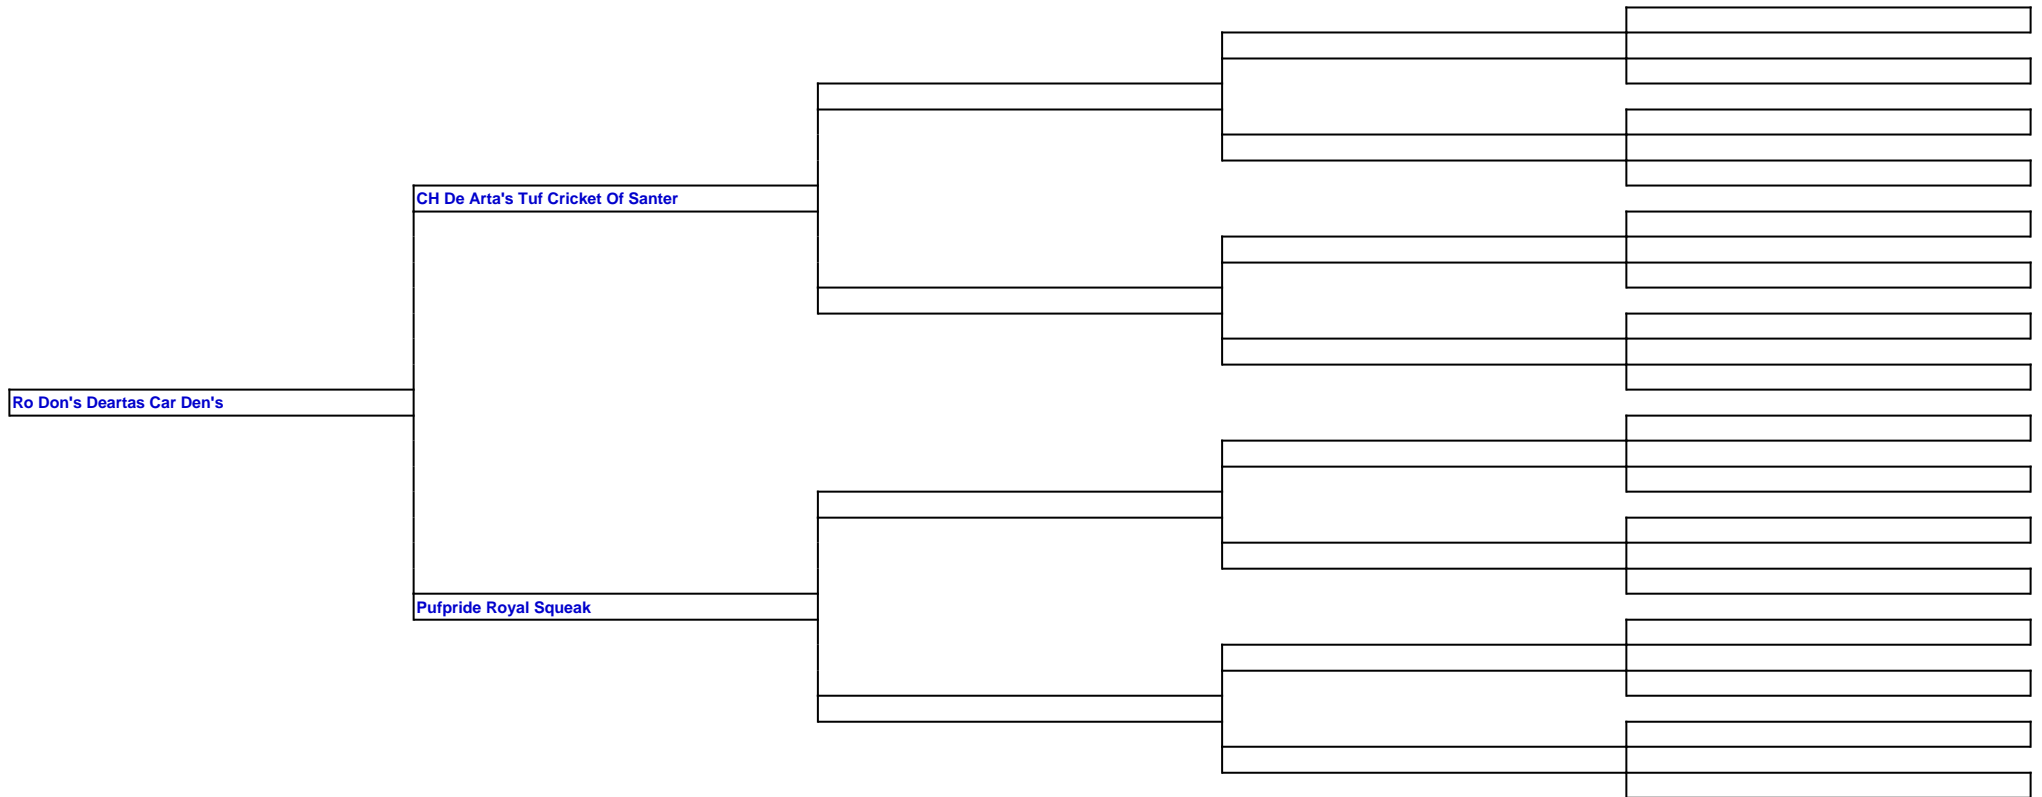 CH De Arta's Tuf Cricket Of Santer
Ro Don's Deartas Car Den's
Pufpride Royal Squeak